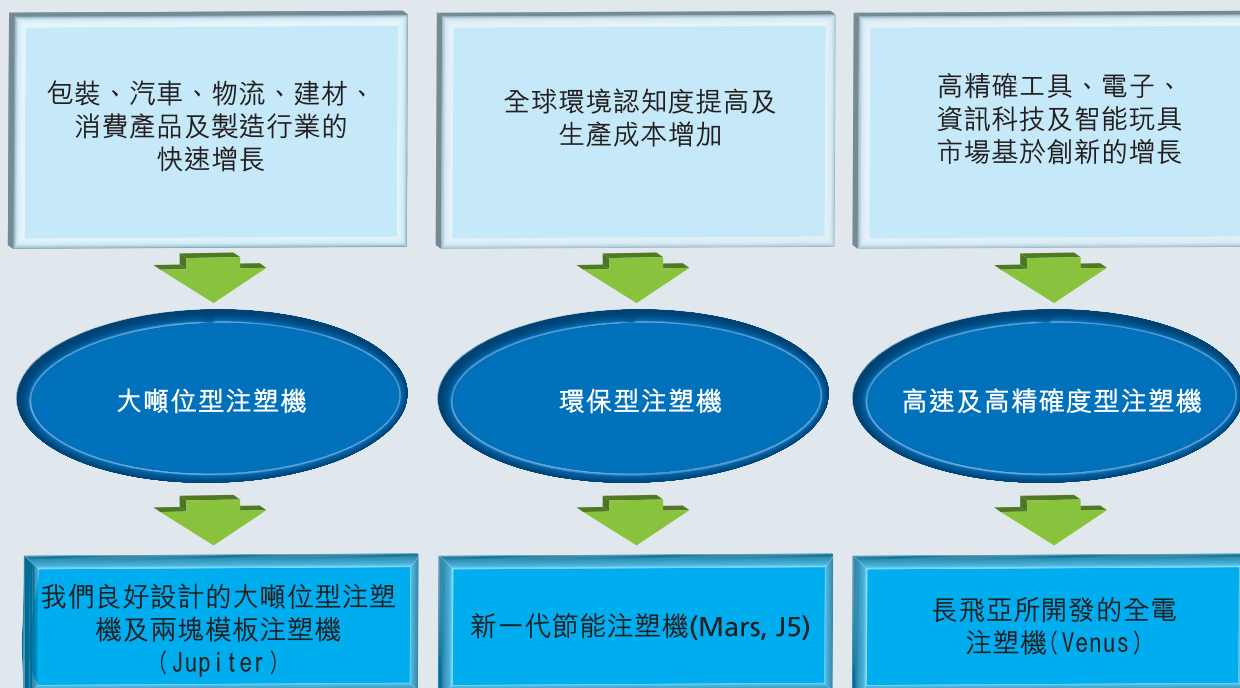 包裝、汽車、物流、建材、
消費產品及製造行業的
快速增長
全球環境認知度提高及
生產成本增加
高精確工具、電子、
資訊科技及智能玩具
市場基於創新的增長
大噸位型注塑機
環保型注塑機
高速及高精確度型注塑機
我們良好設計的大噸位型注塑
機及兩塊模板注塑機
（Jupiter）
新一代節能注塑機(Mars, J5)
長飛亞所開發的全電
注塑機（Venus）